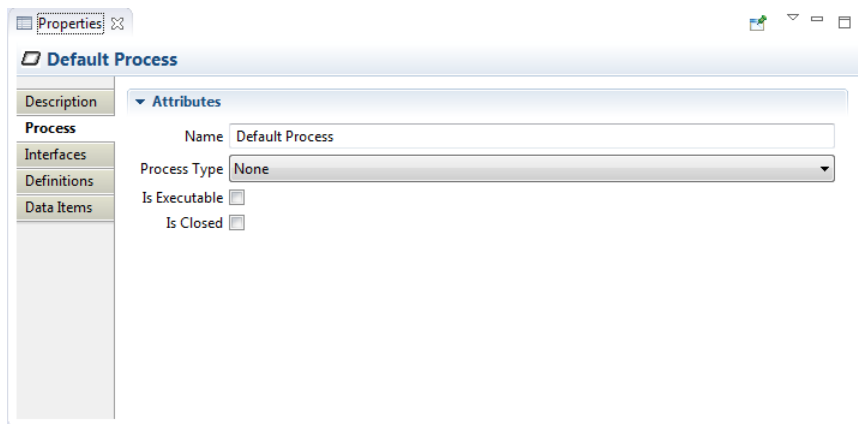 Properties
Default Process
Description
Attributes
Process
Name Default Process
Interfaces
Process Type None
Definitions
Is Executable
Data Items
Is Closed